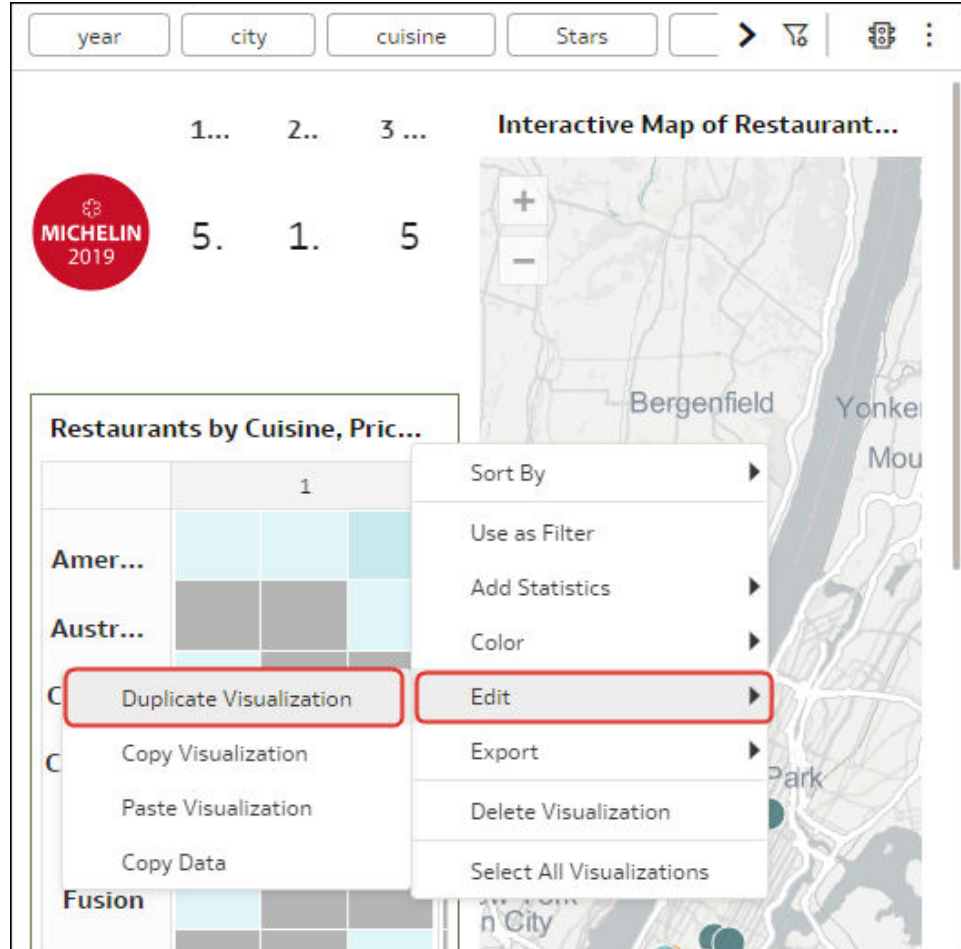 year city cuisine Stars
1... 2.. 3 ...
Interactive Map of Restaurant...
MICHELIN
2019
5. 1. 5
+
−
Bergenfield
Yonke
Mou
Restaurants by Cuisine, Pric...
1
Amer...
Austr...
C
C
Fusion
Sort By
Use as Filter
Add Statistics
Color
Edit
Export
Delete Visualization
Select All Visualizations
Duplicate Visualization
Copy Visualization
Paste Visualization
Copy Data
Park
n City